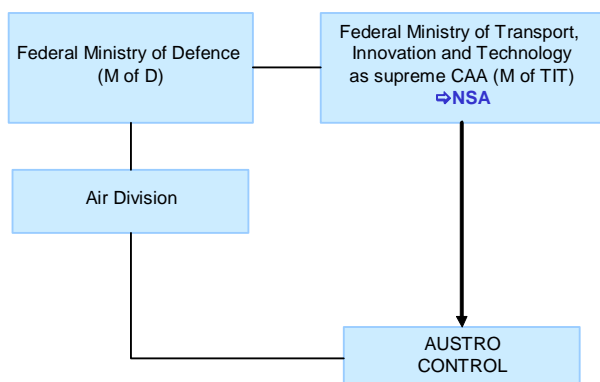 Federal Ministry of Defence
(M of D)
Federal Ministry of Transport,
Innovation and Technology
as supreme CAA (M of TIT)
⇨NSA
Air Division
AUSTRO
CONTROL